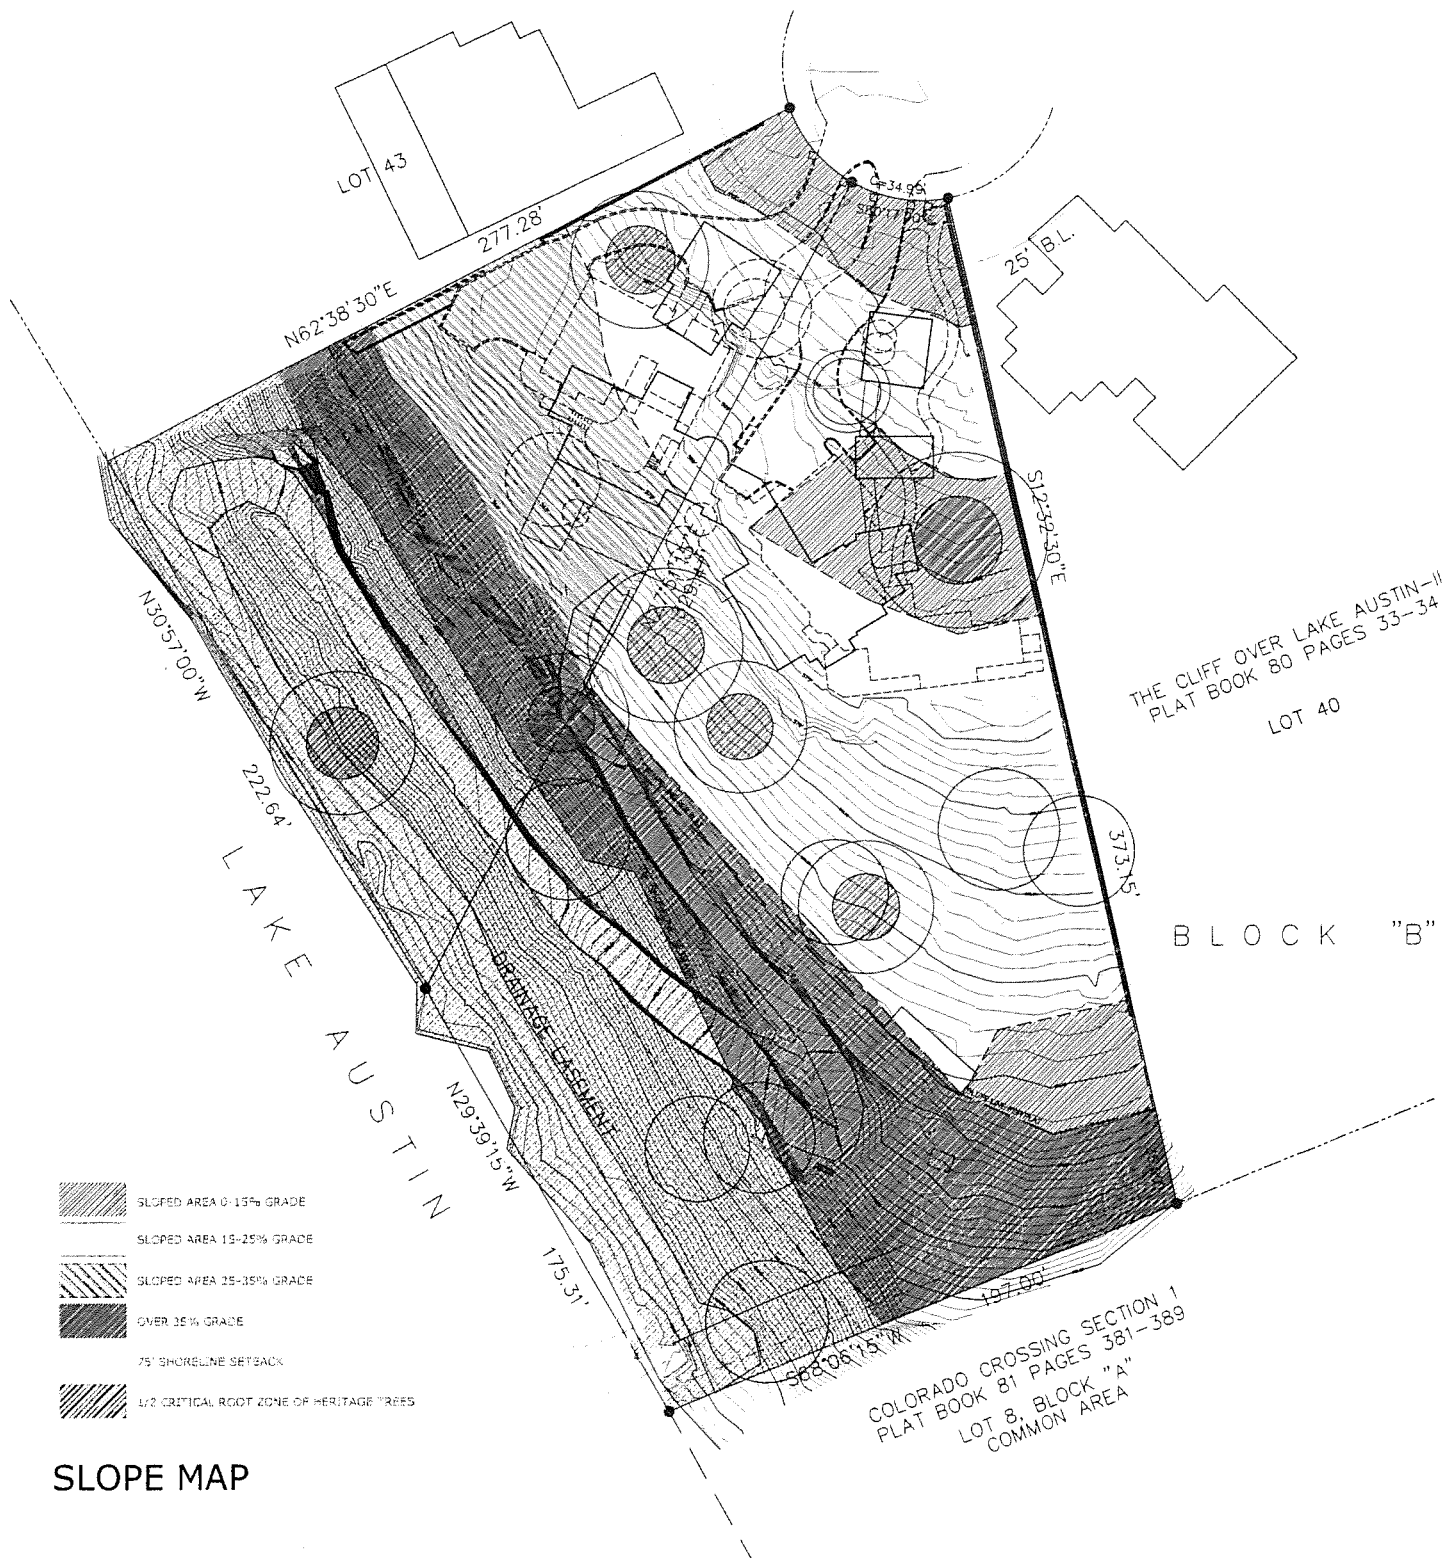 LOT 43
277.28'
N62°38'30"E
25' B.L.
S12°32'30"E
N30°57'00"W
THE CLIFF OVER LAKE AUSTIN-II
PLAT BOOK 80 PAGES 33-34
LOT 40
222.64'
373.15'
LAKE AUSTIN
BLOCK "B"
DRAINAGE EASEMENT
N29°39'15"W
175.31'
197.00'
S68°06'15"W
COLORADO CROSSING SECTION 1
PLAT BOOK 81 PAGES 381-389
LOT 8, BLOCK "A"
COMMON AREA
SLOPED AREA 0-15% GRADE
SLOPED AREA 15-25% GRADE
SLOPED AREA 25-35% GRADE
OVER 35% GRADE
75' SHORELINE SETBACK
1/2 CRITICAL ROOT ZONE OF HERITAGE TREES
SLOPE MAP